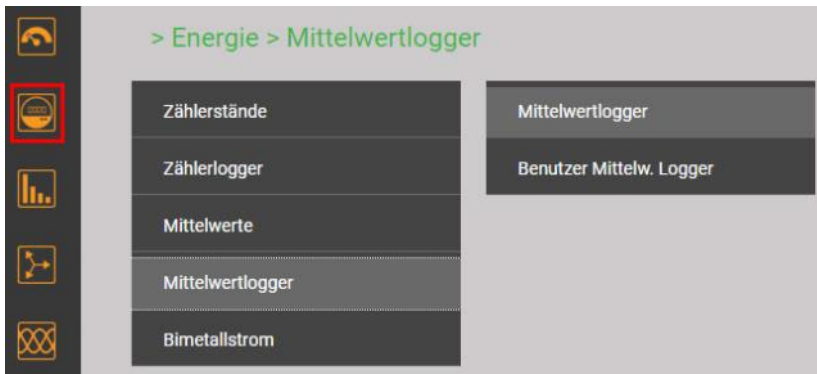 > Energie > Mittelwertlogger
Zählerstände
Zählerlogger
Mittelwerte
Mittelwertlogger
Bimetallstrom
Mittelwertlogger
Benutzer Mittelw. Logger